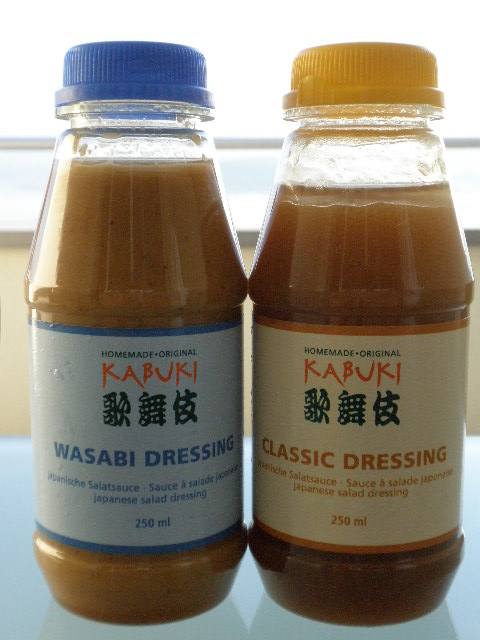 HOMEMADE•ORIGINAL
KABUKI
歌舞伎
WASABI DRESSING
japanische Salatsauce · Sauce à salade japonaise
japanese salad dressing
250 ml
HOMEMADE•ORIGINAL
KABUKI
歌舞伎
CLASSIC DRESSING
japanische Salatsauce · Sauce à salade japonaise
japanese salad dressing
250 ml